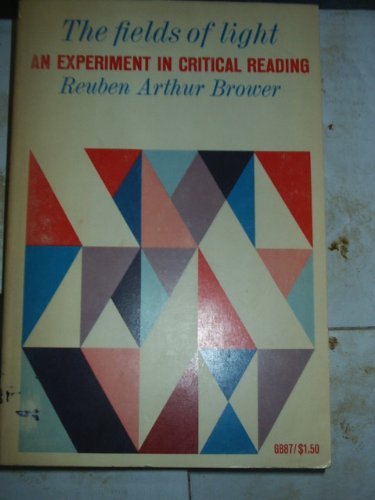 The fields of light
AN EXPERIMENT IN CRITICAL READING
Reuben Arthur Brower
GB87/$1.50